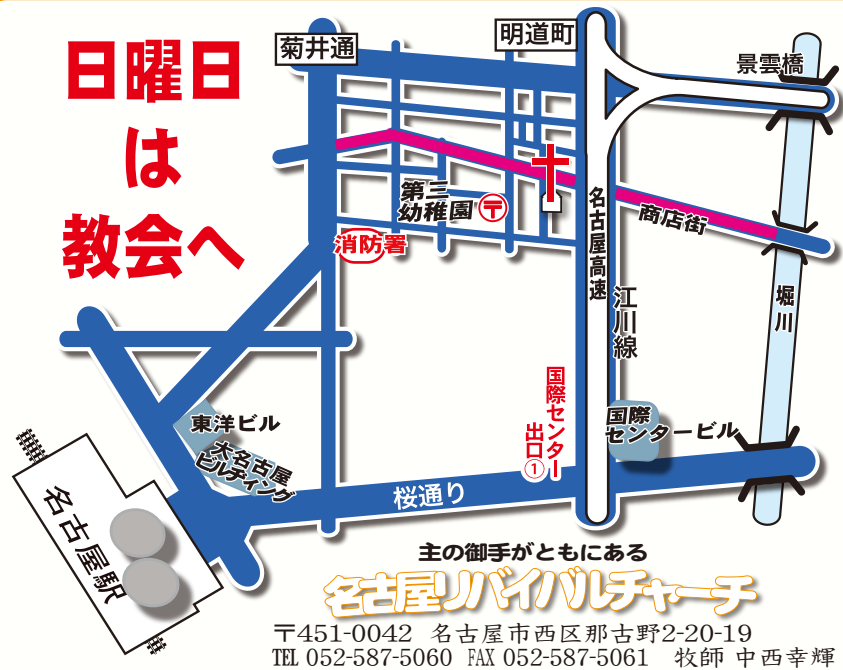 日曜日
は
教会へ
菊井通
明道町
景雲橋
第三
幼稚園
〒
消防署
名古屋高速
商店街
江川線
堀川
東洋ビル
大名古屋
ビルディング
国際センター
出口①
国際
センタービル
桜通り
名古屋駅
主の御手がともにある
名古屋リバイバルチャーチ
〒451-0042 名古屋市西区那古野2-20-19
TEL 052-587-5060 FAX 052-587-5061 牧師 中西幸輝